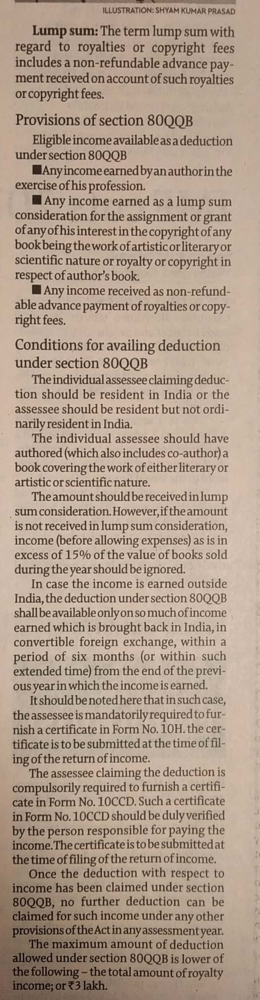 ILLUSTRATION: SHYAM KUMAR PRASAD
Lump sum: The term lump sum with
regard to royalties or copyright fees
includes a non-refundable advance pay-
ment received on account of such royalties
or copyright fees.
Provisions of section 80QQB
Eligible income available as a deduction
under section 80QQB
■Any income earned by an author in the
exercise of his profession.
■ Any income earned as a lump sum
consideration for the assignment or grant
of any of his interest in the copyright of any
book being the work of artistic or literary or
scientific nature or royalty or copyright in
respect of author's book.
■ Any income received as non-refund-
able advance payment of royalties or copy-
right fees.
Conditions for availing deduction
under section 80QQB
The individual assessee claiming deduc-
tion should be resident in India or the
assessee should be resident but not ordi-
narily resident in India.
The individual assessee should have
authored (which also includes co-author) a
book covering the work of either literary or
artistic or scientific nature.
The amount should be received in lump
sum consideration. However, if the amount
is not received in lump sum consideration,
income (before allowing expenses) as is in
excess of 15% of the value of books sold
during the year should be ignored.
In case the income is earned outside
India, the deduction under section 80QQB
shall be available only on so much of income
earned which is brought back in India, in
convertible foreign exchange, within a
period of six months (or within such
extended time) from the end of the previ-
ous year in which the income is earned.
It should be noted here that in such case,
the assessee is mandatorily required to fur-
nish a certificate in Form No. 10H. the cer-
tificate is to be submitted at the time of fil-
ing of the return of income.
The assessee claiming the deduction is
compulsorily required to furnish a certifi-
cate in Form No. 10CCD. Such a certificate
in Form No. 10CCD should be duly verified
by the person responsible for paying the
income. The certificate is to be submitted at
the time of filing of the return of income.
Once the deduction with respect to
income has been claimed under section
80QQB, no further deduction can be
claimed for such income under any other
provisions of the Act in any assessment year.
The maximum amount of deduction
allowed under section 80QQB is lower of
the following – the total amount of royalty
income; or ₹3 lakh.